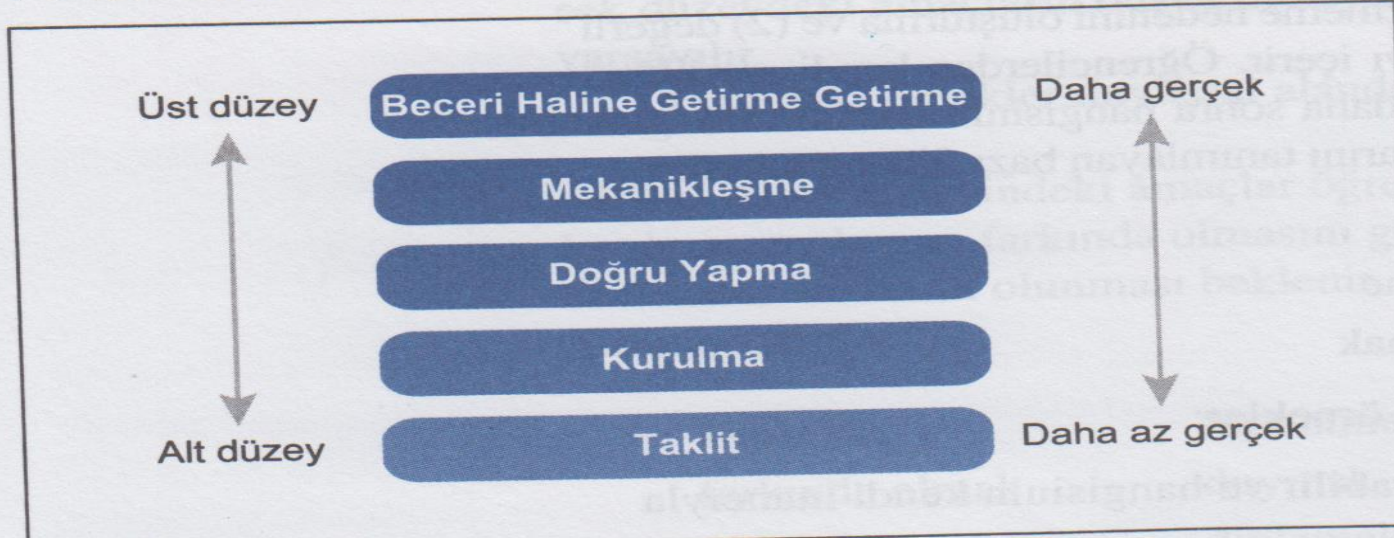 Üst düzey
Beceri Haline Getirme Getirme
Daha gerçek
Mekanikleşme
Doğru Yapma
Kurulma
Alt düzey
Taklit
Daha az gerçek